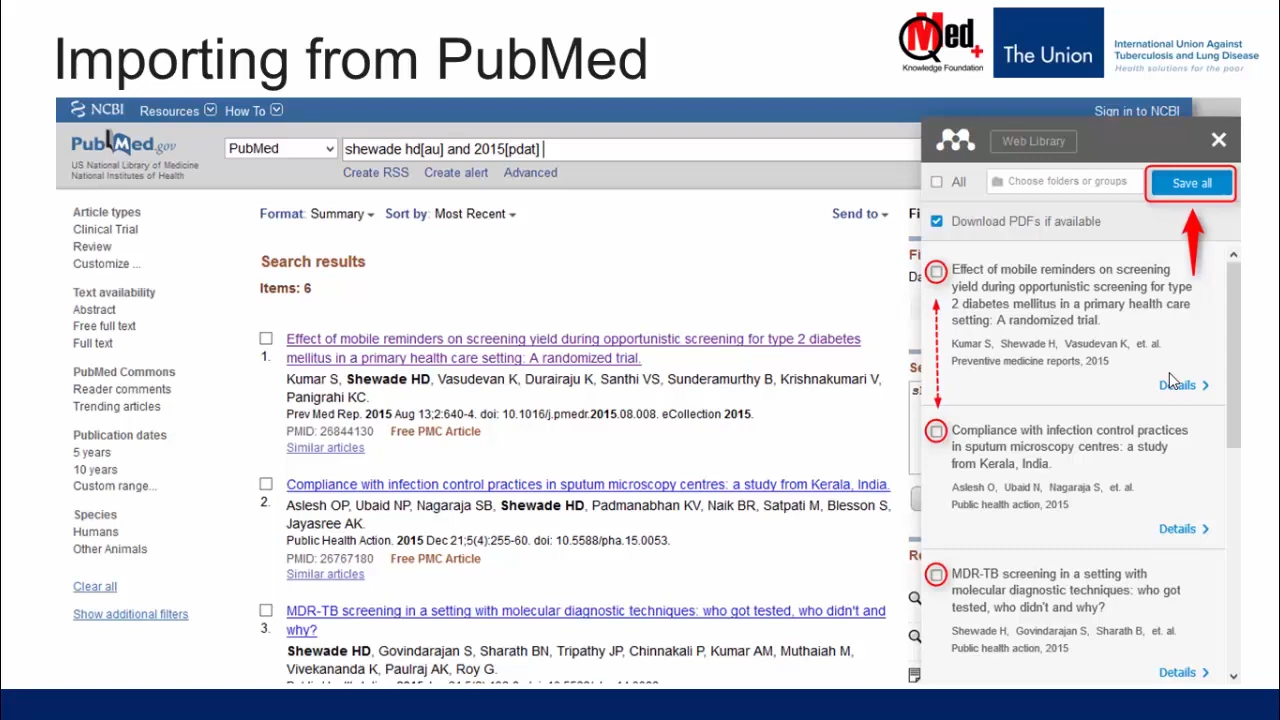 Importing from PubMed
Med
Knowledge Foundation
The Union
International Union Against
Tuberculosis and Lung Disease
Health solutions for the poor
NCBI Resources How To Sign in to NCBI
PubMed.gov
US National Library of Medicine
National Institutes of Health
PubMed
shewade hd[au] and 2015[pdat]
Create RSS Create alert Advanced
Article types
Clinical Trial
Review
Customize ...
Text availability
Abstract
Free full text
Full text
PubMed Commons
Reader comments
Trending articles
Publication dates
5 years
10 years
Custom range...
Species
Humans
Other Animals
Clear all
Show additional filters
Format: Summary Sort by: Most Recent Send to
Search results
Items: 6
1.
Effect of mobile reminders on screening yield during opportunistic screening for type 2 diabetes
mellitus in a primary health care setting: A randomized trial.
Kumar S, Shewade HD, Vasudevan K, Durairaju K, Santhi VS, Sunderamurthy B, Krishnakumari V,
Panigrahi KC.
Prev Med Rep. 2015 Aug 13;2:640-4. doi: 10.1016/j.pmedr.2015.08.008. eCollection 2015.
PMID: 26844130 Free PMC Article
Similar articles
2.
Compliance with infection control practices in sputum microscopy centres: a study from Kerala, India.
Aslesh OP, Ubaid NP, Nagaraja SB, Shewade HD, Padmanabhan KV, Naik BR, Satpati M, Blesson S,
Jayasree AK.
Public Health Action. 2015 Dec 21;5(4):255-60. doi: 10.5588/pha.15.0053.
PMID: 26767180 Free PMC Article
Similar articles
3.
MDR-TB screening in a setting with molecular diagnostic techniques: who got tested, who didn't and
why?
Shewade HD, Govindarajan S, Sharath BN, Tripathy JP, Chinnakali P, Kumar AM, Muthaiah M,
Vivekananda K, Paulraj AK, Roy G.
Web Library
All Choose folders or groups Save all
Download PDFs if available
Effect of mobile reminders on screening
yield during opportunistic screening for type
2 diabetes mellitus in a primary health care
setting: A randomized trial.
Kumar S, Shewade H, Vasudevan K, et. al.
Preventive medicine reports, 2015
Details
Compliance with infection control practices
in sputum microscopy centres: a study
from Kerala, India.
Aslesh O, Ubaid N, Nagaraja S, et. al.
Public health action, 2015
Details
MDR-TB screening in a setting with
molecular diagnostic techniques: who got
tested, who didn't and why?
Shewade H, Govindarajan S, Sharath B, et. al.
Public health action, 2015
Details